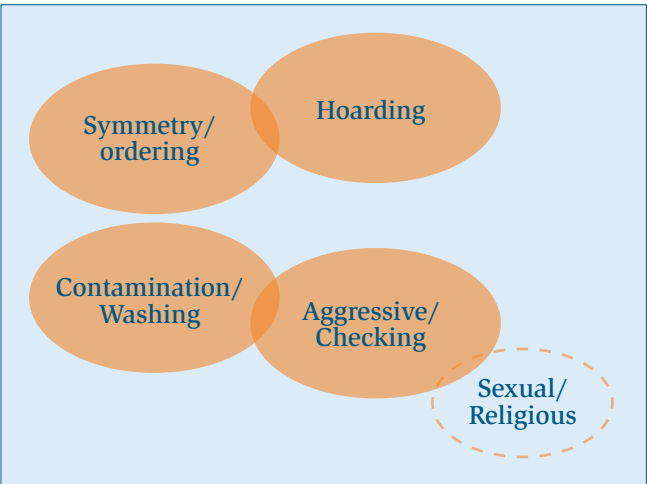 Symmetry/
ordering
Hoarding
Contamination/
Washing
Aggressive/
Checking
Sexual/
Religious